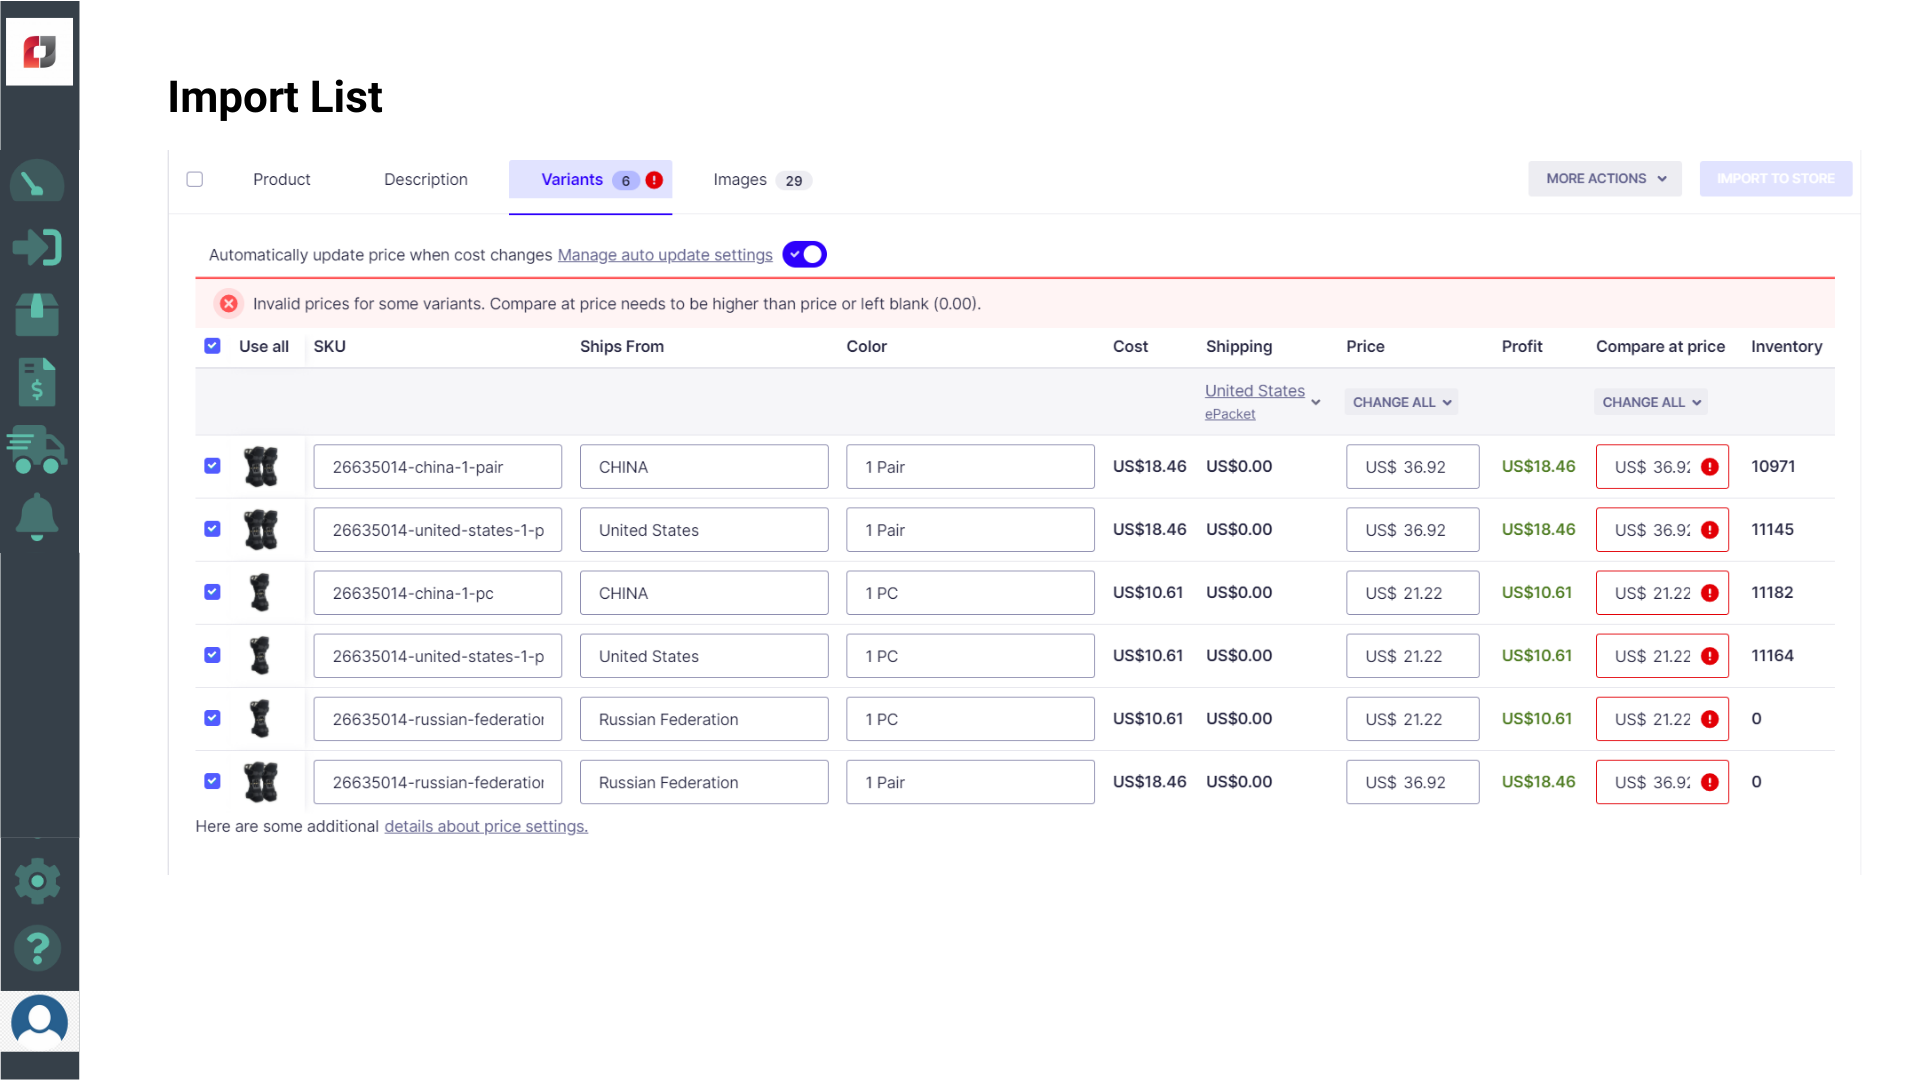 Import List
Product Description Variants 6 Images 29 MORE ACTIONS IMPORT TO STORE
Automatically update price when cost changes Manage auto update settings
Invalid prices for some variants. Compare at price needs to be higher than price or left blank (0.00).
Use all SKU Ships From Color Cost Shipping Price Profit Compare at price Inventory
United States
ePacket
CHANGE ALL CHANGE ALL
26635014-china-1-pair CHINA 1 Pair US$18.46 US$0.00 US$ 36.92 US$18.46 US$ 36.92 10971
26635014-united-states-1-p United States 1 Pair US$18.46 US$0.00 US$ 36.92 US$18.46 US$ 36.92 11145
26635014-china-1-pc CHINA 1 PC US$10.61 US$0.00 US$ 21.22 US$10.61 US$ 21.22 11182
26635014-united-states-1-p United States 1 PC US$10.61 US$0.00 US$ 21.22 US$10.61 US$ 21.22 11164
26635014-russian-federation Russian Federation 1 PC US$10.61 US$0.00 US$ 21.22 US$10.61 US$ 21.22 0
26635014-russian-federation Russian Federation 1 Pair US$18.46 US$0.00 US$ 36.92 US$18.46 US$ 36.92 0
Here are some additional details about price settings.